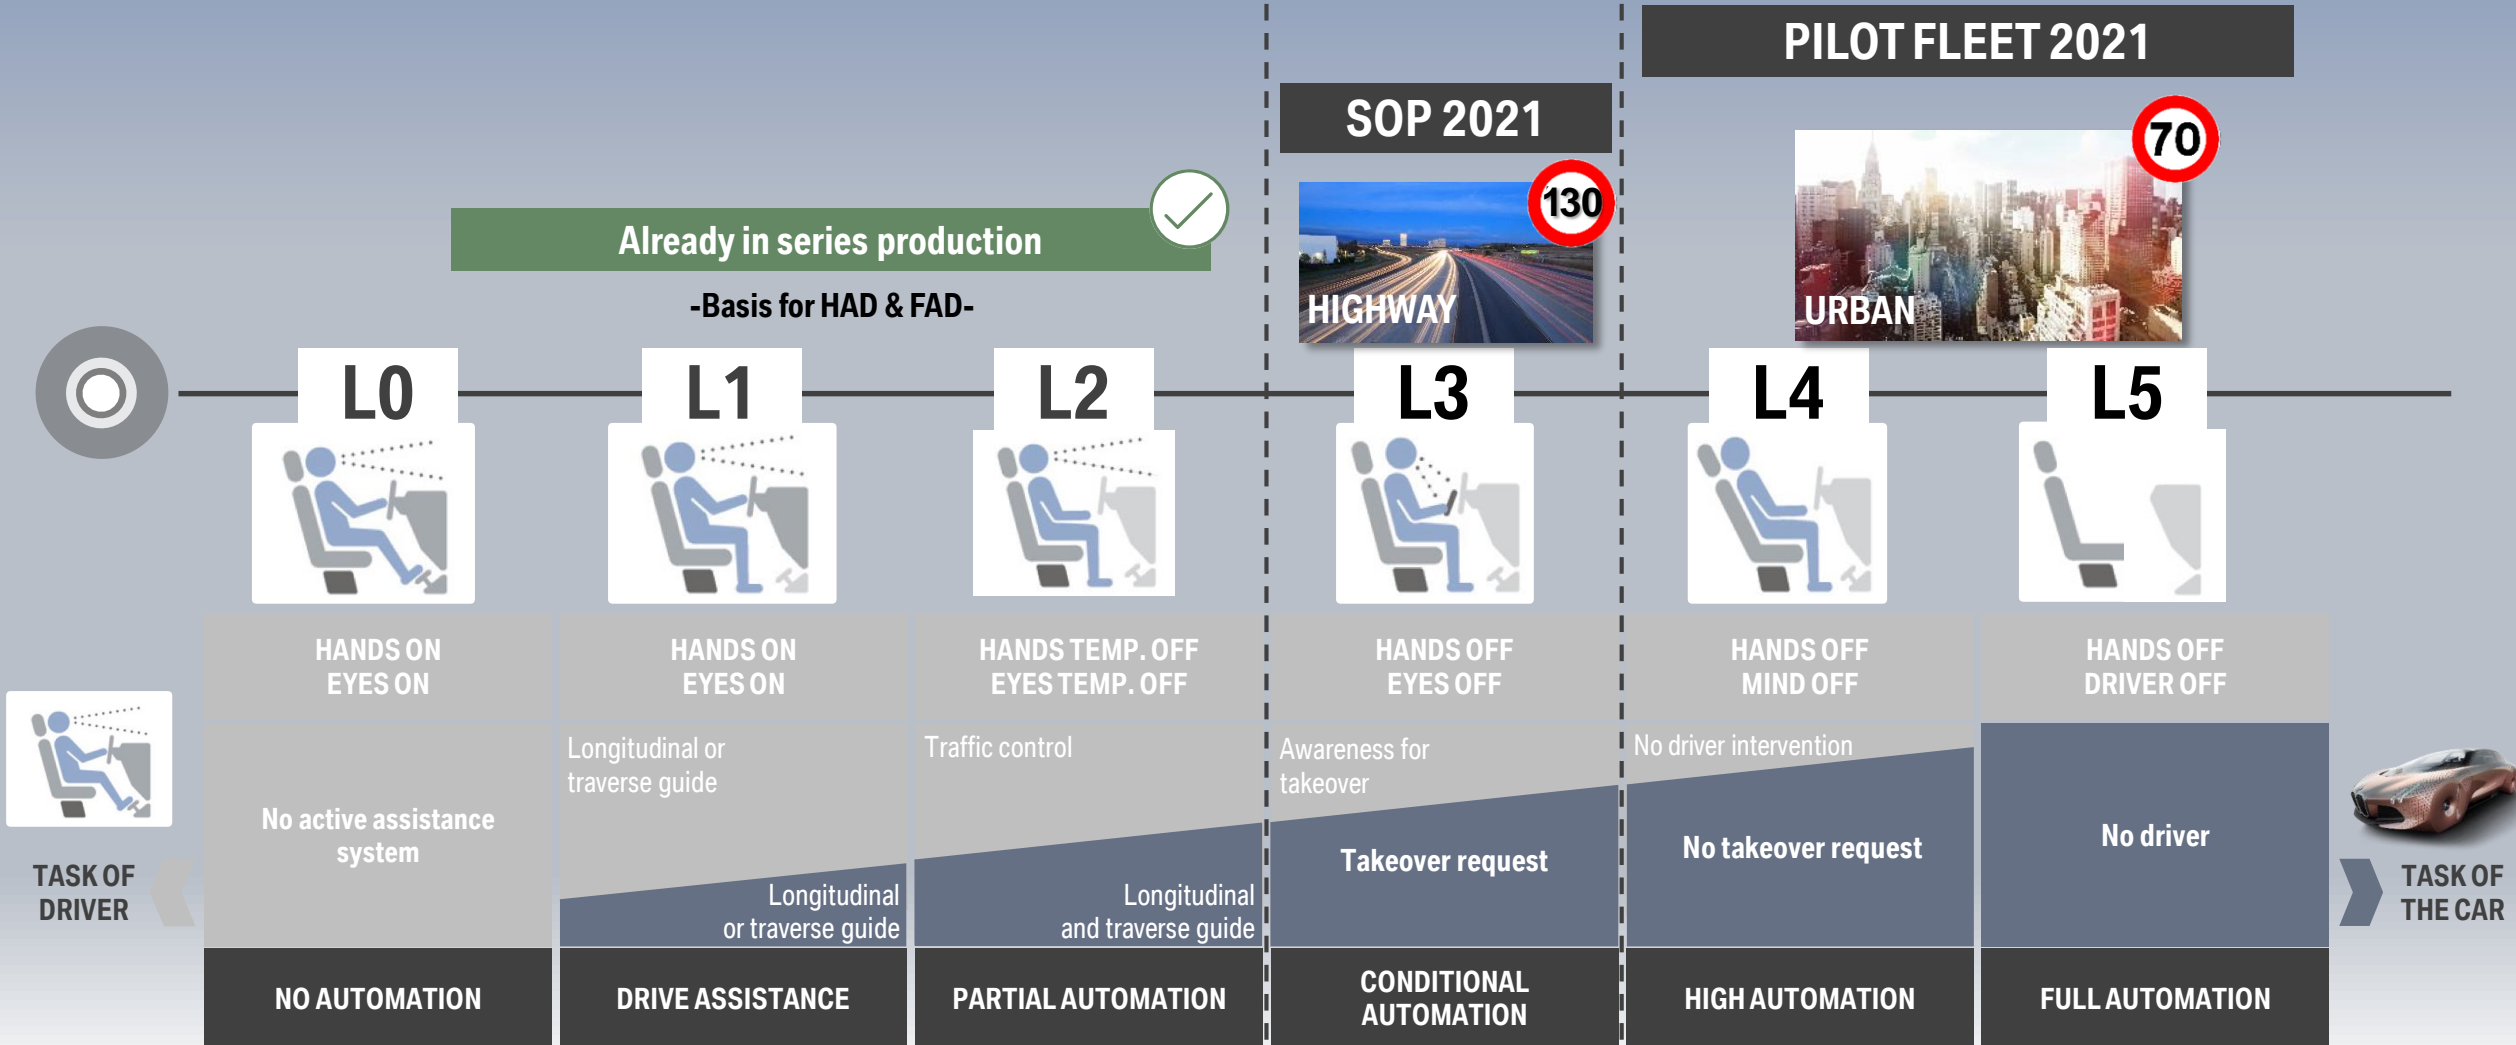 PILOT FLEET 2021
SOP 2021
70
130
Already in series production
-Basis for HAD & FAD-
HIGHWAY
URBAN
L0
L1
L2
L3
L4
L5
HANDS ON
EYES ON
HANDS ON
EYES ON
HANDS TEMP. OFF
EYES TEMP. OFF
HANDS OFF
EYES OFF
HANDS OFF
MIND OFF
HANDS OFF
DRIVER OFF
TASK OF
DRIVER
No active assistance
system
Longitudinal or
traverse guide
Longitudinal
or traverse guide
Traffic control
Longitudinal
and traverse guide
Awareness for
takeover
Takeover request
No driver intervention
No takeover request
No driver
TASK OF
THE CAR
NO AUTOMATION
DRIVE ASSISTANCE
PARTIAL AUTOMATION
CONDITIONAL
AUTOMATION
HIGH AUTOMATION
FULL AUTOMATION